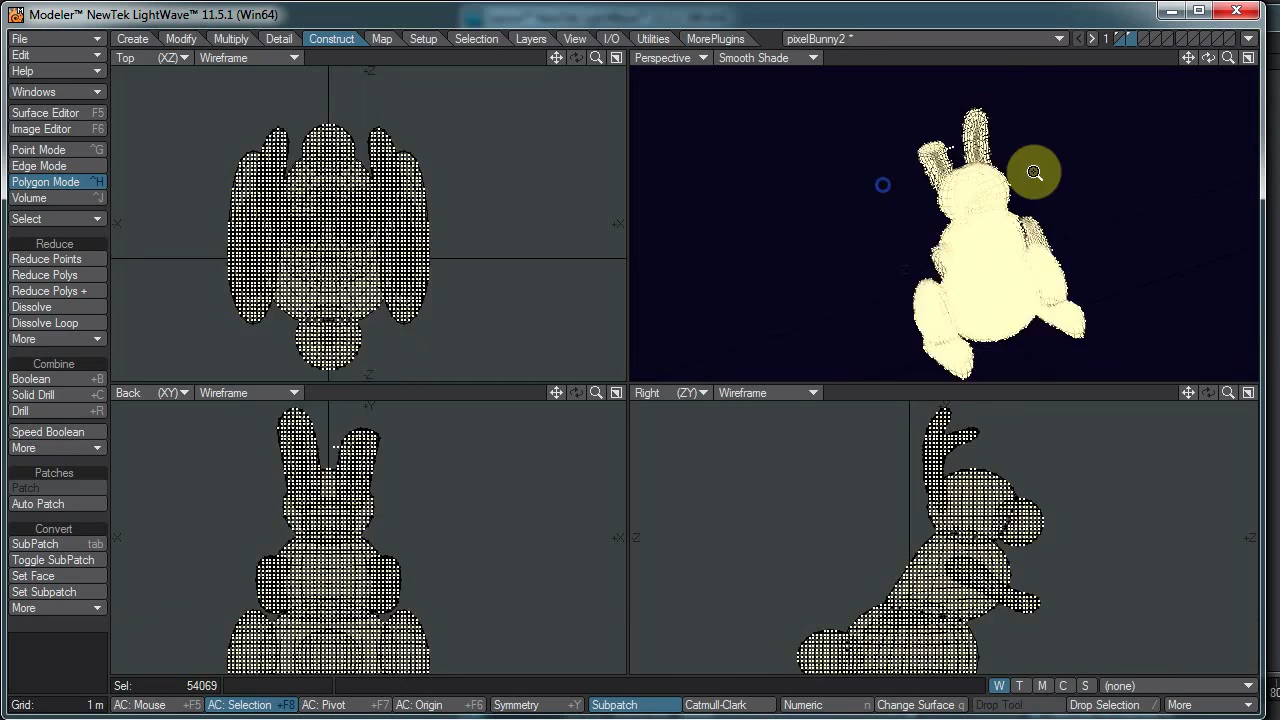 Modeler™ NewTek LightWave™ 11.5.1 (Win64)
File Create Modify Multiply Detail Construct Map Setup Selection Layers View I/O Utilities MorePlugins pixelBunny2 * 1
Edit
Help
Windows
Surface Editor F5
Image Editor F6
Point Mode ^G
Edge Mode
Polygon Mode ^H
Volume ^J
Select
Reduce
Reduce Points
Reduce Polys
Reduce Polys +
Dissolve
Dissolve Loop
More
Combine
Boolean +B
Solid Drill +C
Drill +R
Speed Boolean
More
Patches
Patch
Auto Patch
Convert
SubPatch tab
Toggle SubPatch
Set Face
Set Subpatch
More
Top (XZ) Wireframe
+Z
-X +X
-Z
Perspective Smooth Shade
Back (XY) Wireframe
+Y
-X +X
Right (ZY) Wireframe
-Z +Z
Sel: 54069
W T M C S (none)
Grid: 1 m AC: Mouse +F5 AC: Selection +F8 AC: Pivot +F7 AC: Origin +F6 Symmetry +Y Subpatch Catmull-Clark Numeric n Change Surface q Drop Tool / Drop Selection / More